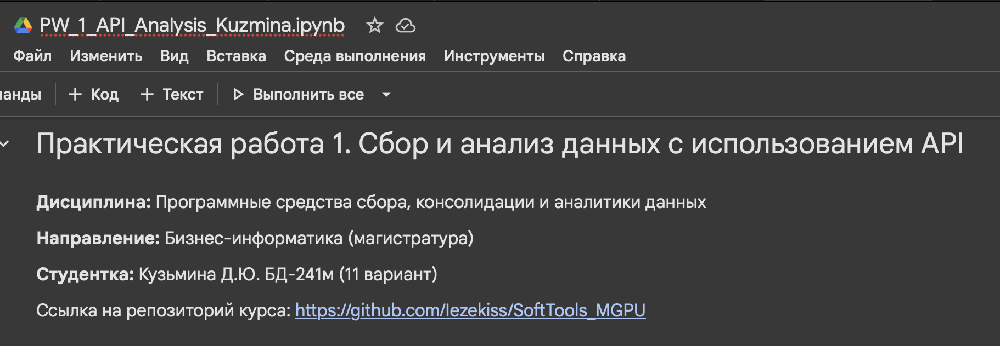 PW_1_API_Analysis_Kuzmina.ipynb
Файл Изменить Вид Вставка Среда выполнения Инструменты Справка
анды + Код + Текст Выполнить все
Практическая работа 1. Сбор и анализ данных с использованием API
Дисциплина: Программные средства сбора, консолидации и аналитики данных
Направление: Бизнес-информатика (магистратура)
Студентка: Кузьмина Д.Ю. БД-241м (11 вариант)
Ссылка на репозиторий курса: https://github.com/lezekiss/SoftTools_MGPU